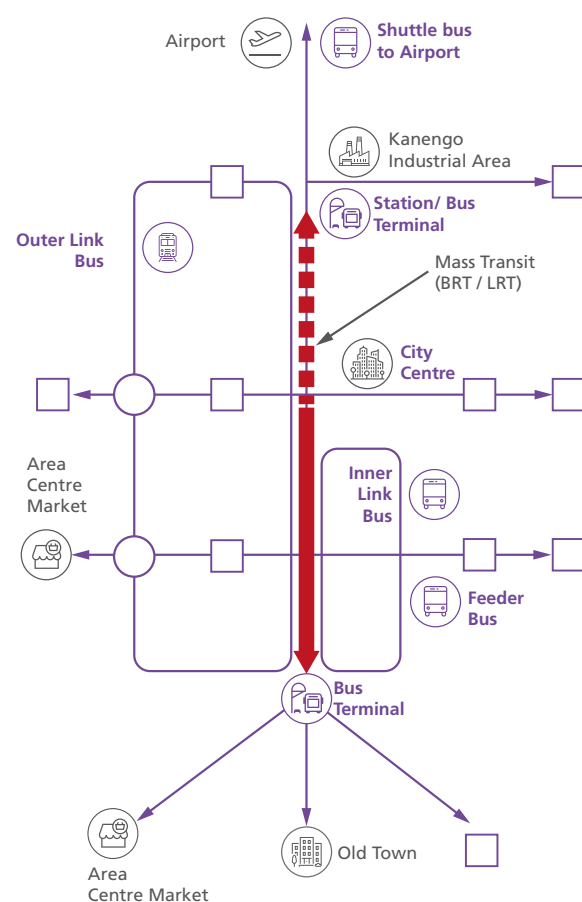 Airport
Shuttle bus
to Airport
Kanengo
Industrial Area
Station/ Bus
Terminal
Outer Link
Bus
Mass Transit
(BRT / LRT)
City
Centre
Area
Centre
Market
Inner
Link
Bus
Feeder
Bus
Bus
Terminal
Old Town
Area
Centre Market